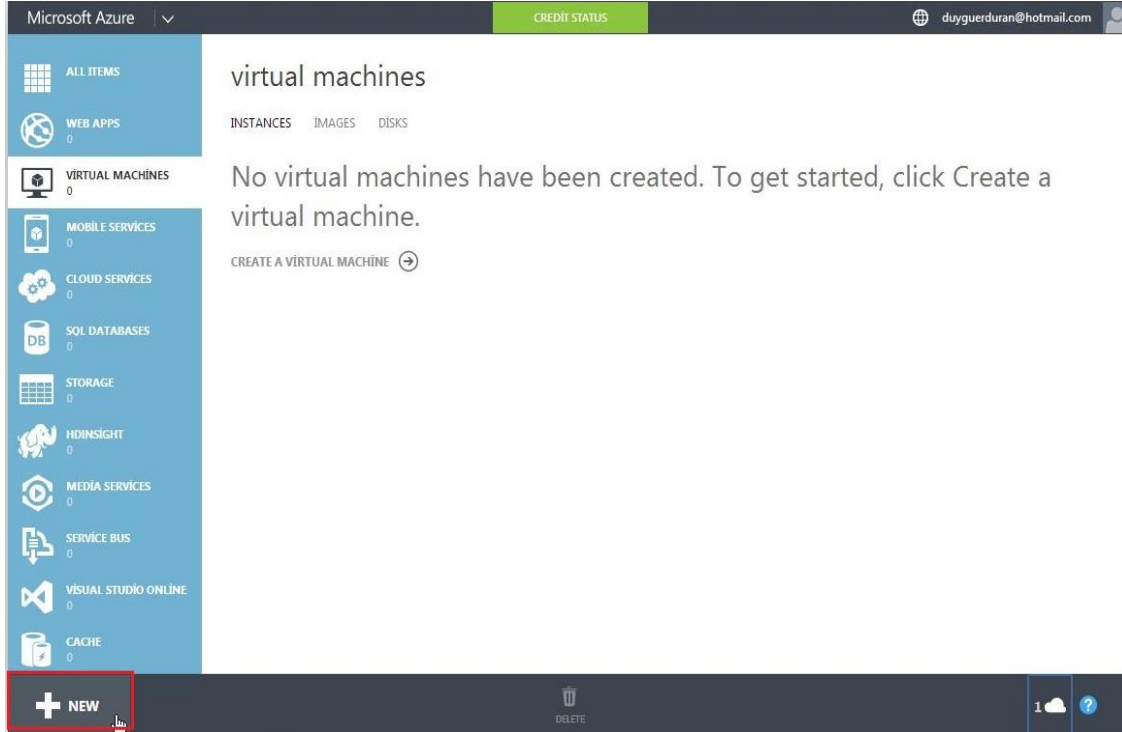 Microsoft Azure
CREDİT STATUS
duyguerduran@hotmail.com
ALL ITEMS
WEB APPS
0
VİRTUAL MACHİNES
0
MOBİLE SERVİCES
0
CLOUD SERVİCES
0
SQL DATABASES
0
STORAGE
0
HDINSİGHT
0
MEDİA SERVİCES
0
SERVİCE BUS
0
VİSUAL STUDİO ONLİNE
0
CACHE
0
virtual machines
INSTANCES İMAGES DİSKS
No virtual machines have been created. To get started, click Create a
virtual machine.
CREATE A VİRTUAL MACHİNE
DB
NEW
DELETE
1
?